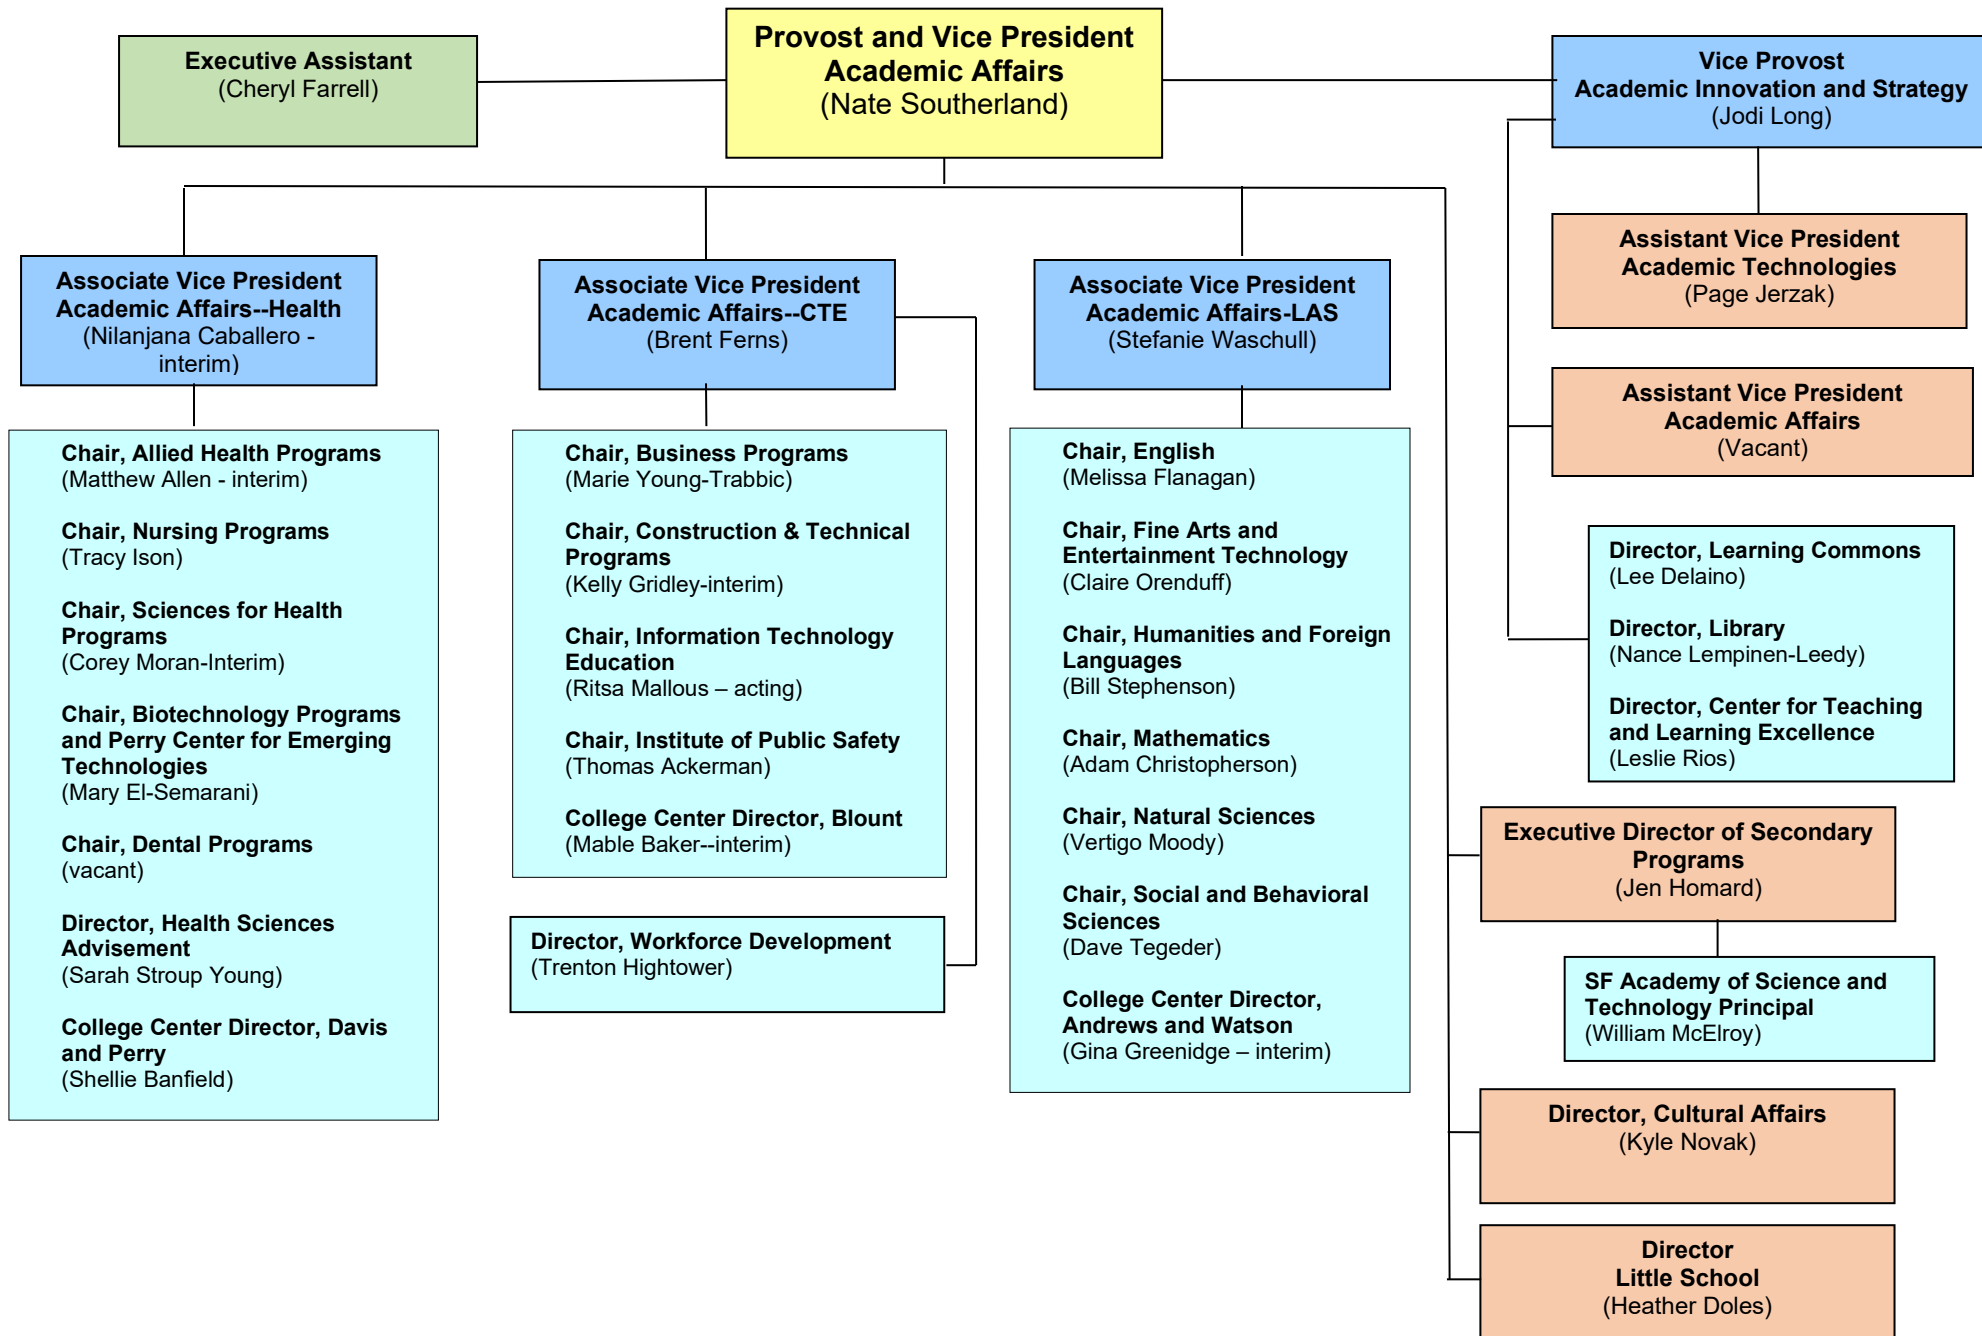 Provost and Vice President
Academic Affairs
(Nate Southerland)
Executive Assistant
(Cheryl Farrell)
Vice Provost
Academic Innovation and Strategy
(Jodi Long)
Assistant Vice President
Academic Technologies
(Page Jerzak)
Assistant Vice President
Academic Affairs
(Vacant)
Director, Learning Commons
(Lee Delaino)
Director, Library
(Nance Lempinen-Leedy)
Director, Center for Teaching
and Learning Excellence
(Leslie Rios)
Associate Vice President
Academic Affairs--Health
(Nilanjana Caballero -
interim)
Chair, Allied Health Programs
(Matthew Allen - interim)
Chair, Nursing Programs
(Tracy Ison)
Chair, Sciences for Health
Programs
(Corey Moran-Interim)
Chair, Biotechnology Programs
and Perry Center for Emerging
Technologies
(Mary El-Semarani)
Chair, Dental Programs
(vacant)
Director, Health Sciences
Advisement
(Sarah Stroup Young)
College Center Director, Davis
and Perry
(Shellie Banfield)
Associate Vice President
Academic Affairs--CTE
(Brent Ferns)
Chair, Business Programs
(Marie Young-Trabbic)
Chair, Construction & Technical
Programs
(Kelly Gridley-interim)
Chair, Information Technology
Education
(Ritsa Mallous – acting)
Chair, Institute of Public Safety
(Thomas Ackerman)
College Center Director, Blount
(Mable Baker--interim)
Director, Workforce Development
(Trenton Hightower)
Associate Vice President
Academic Affairs-LAS
(Stefanie Waschull)
Chair, English
(Melissa Flanagan)
Chair, Fine Arts and
Entertainment Technology
(Claire Orenduff)
Chair, Humanities and Foreign
Languages
(Bill Stephenson)
Chair, Mathematics
(Adam Christopherson)
Chair, Natural Sciences
(Vertigo Moody)
Chair, Social and Behavioral
Sciences
(Dave Tegeder)
College Center Director,
Andrews and Watson
(Gina Greenidge – interim)
Executive Director of Secondary
Programs
(Jen Homard)
SF Academy of Science and
Technology Principal
(William McElroy)
Director, Cultural Affairs
(Kyle Novak)
Director
Little School
(Heather Doles)